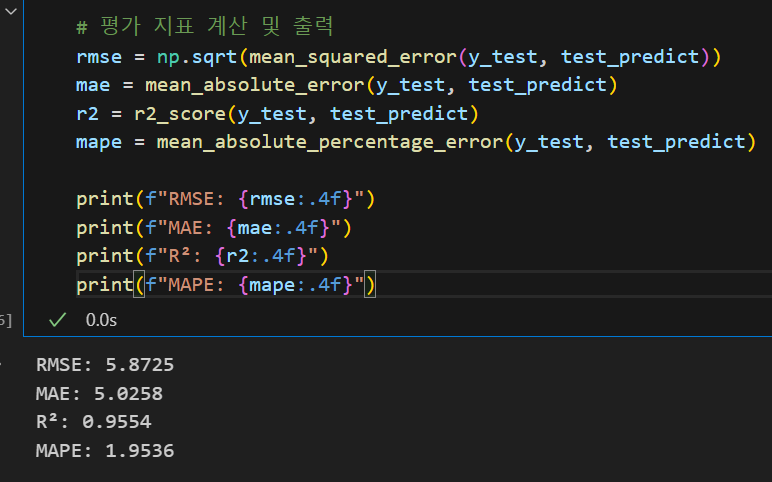 # 평가 지표 계산 및 출력
rmse = np.sqrt(mean_squared_error(y_test, test_predict))
mae = mean_absolute_error(y_test, test_predict)
r2 = r2_score(y_test, test_predict)
mape = mean_absolute_percentage_error(y_test, test_predict)
print(f"RMSE: {rmse:.4f}")
print(f"MAE: {mae:.4f}")
print(f"R²: {r2:.4f}")
print(f"MAPE: {mape:.4f}")
0.0s
RMSE: 5.8725
MAE: 5.0258
R²: 0.9554
MAPE: 1.9536